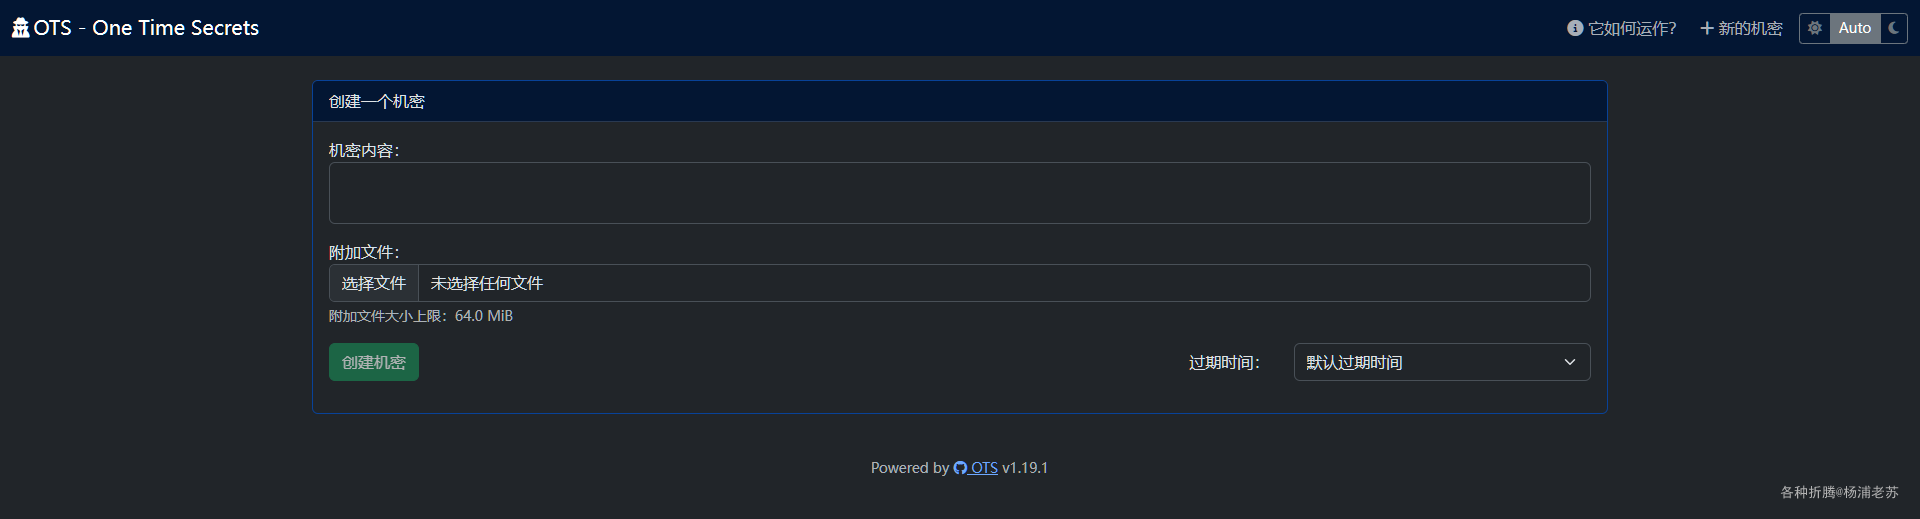 OTS - One Time Secrets
它如何运作?
新的机密
Auto
创建一个机密
机密内容:
附加文件:
选择文件 未选择任何文件
附加文件大小上限: 64.0 MiB
创建机密
过期时间:
默认过期时间
Powered by OTS v1.19.1
各种折腾@杨浦老苏